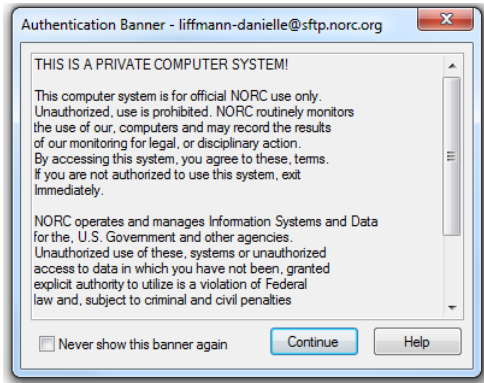 Authentication Banner - liffmann-danielle@sftp.norc.org
THIS IS A PRIVATE COMPUTER SYSTEM!
This computer system is for official NORC use only.
Unauthorized, use is prohibited. NORC routinely monitors
the use of our, computers and may record the results
of our monitoring for legal, or disciplinary action.
By accessing this system, you agree to these, terms.
If you are not authorized to use this system, exit
Immediately.
NORC operates and manages Information Systems and Data
for the, U.S. Government and other agencies.
Unauthorized use of these, systems or unauthorized
access to data in which you have not been, granted
explicit authority to utilize is a violation of Federal
law and, subject to criminal and civil penalties
Never show this banner again
Continue
Help